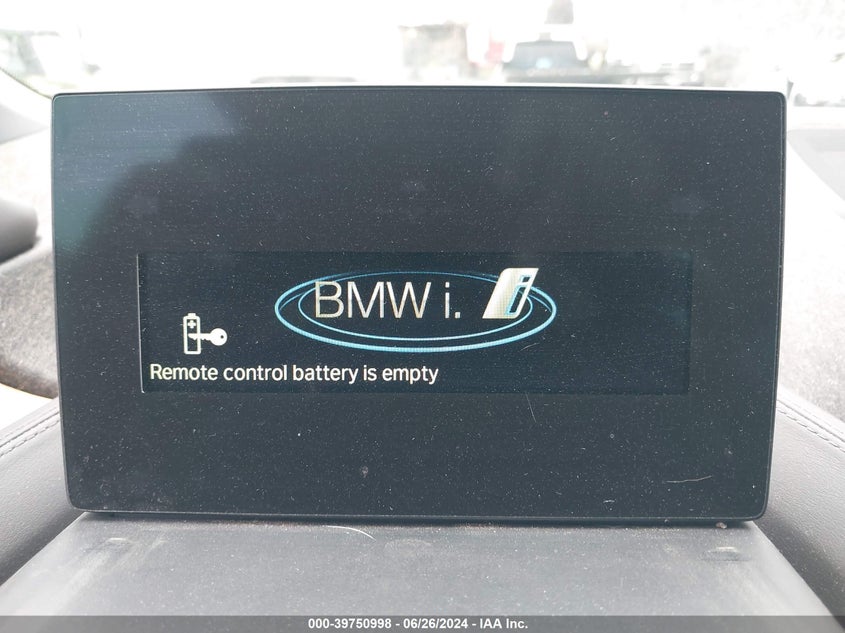 BMW i. i
Remote control battery is empty
000-39750998 - 06/26/2024 - IAA Inc.